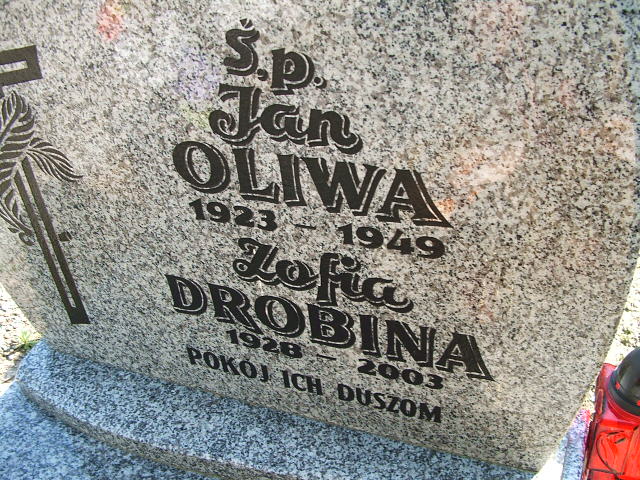 Ś.p.
Jan
OLIWA
1923 - 1949
Zofia
DROBINA
1928 - 2003
POKÓJ ICH DUSZOM